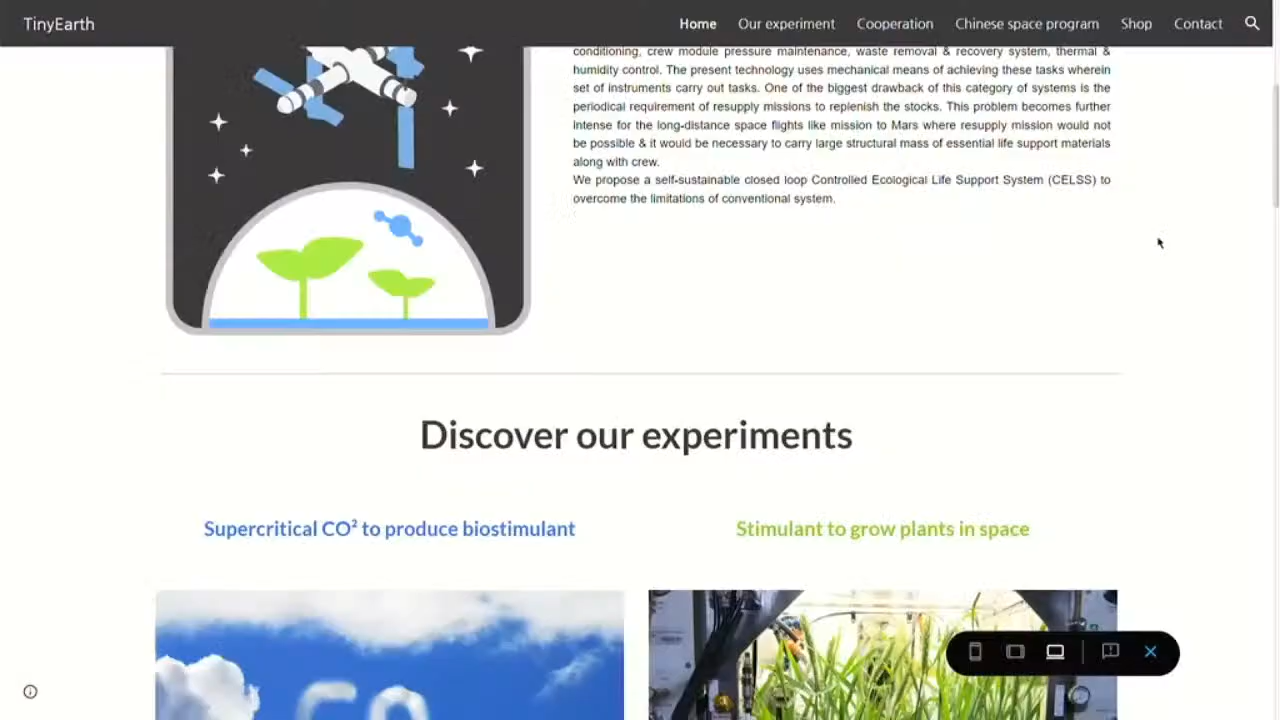 TinyEarth
Home
Our experiment
Cooperation
Chinese space program
Shop
Contact
conditioning, crew module pressure maintenance, waste removal & recovery system, thermal &
humidity control. The present technology uses mechanical means of achieving these tasks wherein
set of instruments carry out tasks. One of the biggest drawback of this category of systems is the
periodical requirement of resupply missions to replenish the stocks. This problem becomes further
intense for the long-distance space flights like mission to Mars where resupply mission would not
be possible & it would be necessary to carry large structural mass of essential life support materials
along with crew.
We propose a self-sustainable closed loop Controlled Ecological Life Support System (CELSS) to
overcome the limitations of conventional system.
Discover our experiments
Supercritical CO² to produce biostimulant
Stimulant to grow plants in space
CO